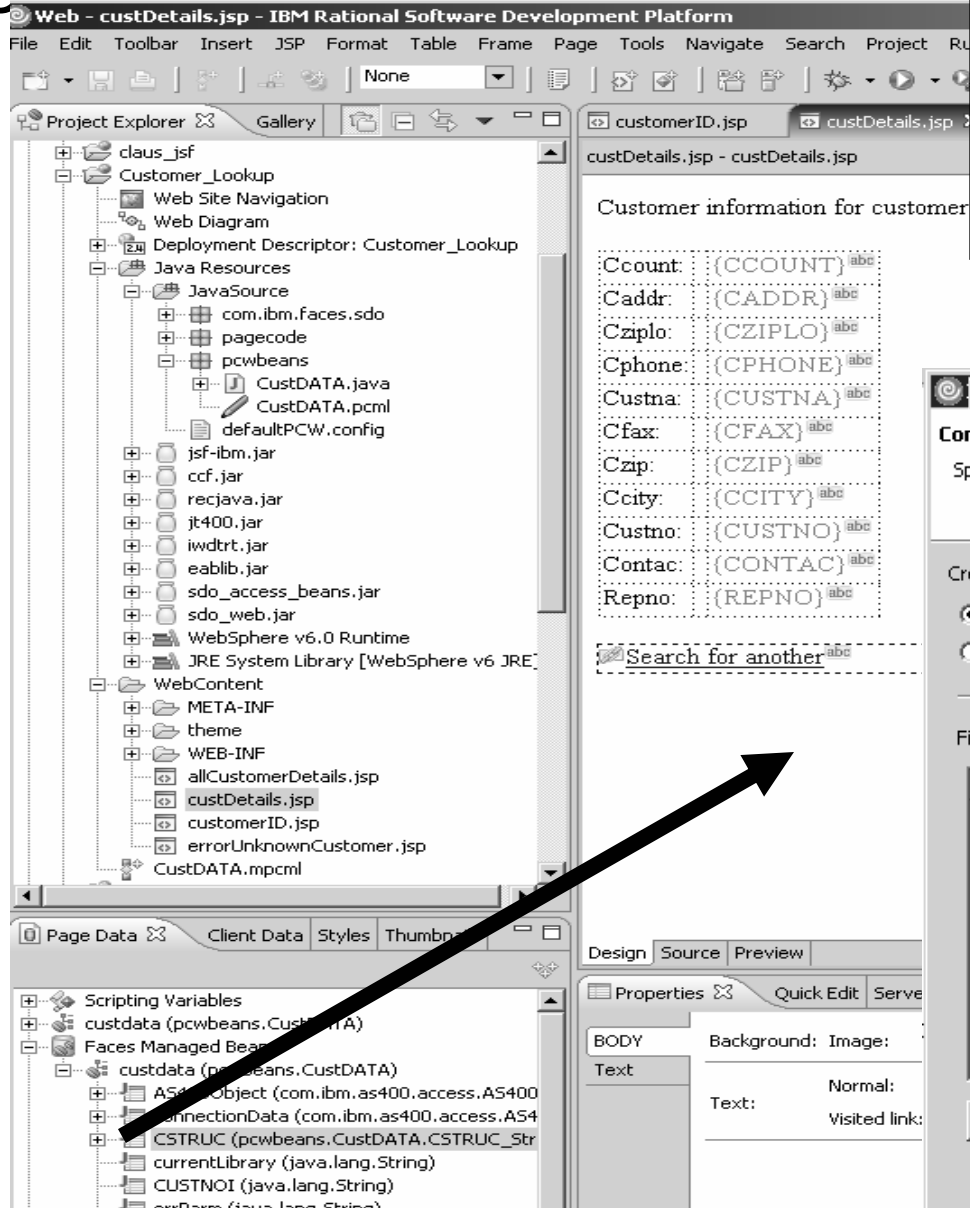 Web - custDetails.jsp - IBM Rational Software Development Platform
File Edit Toolbar Insert JSP Format Table Frame Page Tools Navigate Search Project
None
Project Explorer Gallery
claus_jsf
Customer_Lookup
Web Site Navigation
Web Diagram
Deployment Descriptor: Customer_Lookup
Java Resources
JavaSource
com.ibm.faces.sdo
pagecode
pcwbeans
CustDATA.java
CustDATA.pcml
defaultPCW.config
jsf-ibm.jar
ccf.jar
recjava.jar
jt400.jar
iwdtrt.jar
eablib.jar
sdo_access_beans.jar
sdo_web.jar
WebSphere v6.0 Runtime
JRE System Library [WebSphere v6 JRE]
WebContent
META-INF
theme
WEB-INF
allCustomerDetails.jsp
custDetails.jsp
customerID.jsp
errorUnknownCustomer.jsp
CustDATA.mpcml
customerID.jsp custDetails.jsp
custDetails.jsp - custDetails.jsp
Customer information for customer
Ccount: {CCOUNT} abc
Caddr: {CADDR} abc
Cziplo: {CZIPLO} abc
Cphone: {CPHONE} abc
Custna: {CUSTNA} abc
Cfax: {CFAX} abc
Czip: {CZIP} abc
Ccity: {CCITY} abc
Custno: {CUSTNO} abc
Contac: {CONTAC} abc
Repno: {REPNO} abc
Search for another abc
Design Source Preview
Page Data Client Data Styles
Scripting Variables
custdata
Faces Managed
custdata
(com.ibm.as400.access.AS400
(com.ibm.as400.access.AS4
CSTRUC (pcwbeans.CustDATA.CSTRUC_Str
currentLibrary (java.lang.String)
CUSTNOI (java.lang.String)
Properties Quick Edit
BODY
Text
Background: Image:
Text:
Normal:
Visited link: